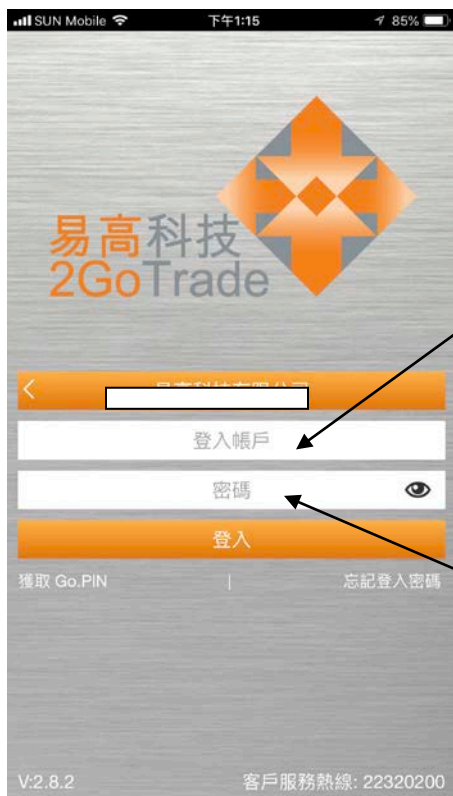 SUN Mobile 下午1:15 85%
易高科技
2GoTrade
登入帳戶
密碼
登入
獲取 Go.PIN | 忘記登入密碼
V:2.8.2 客戶服務熱線: 22320200